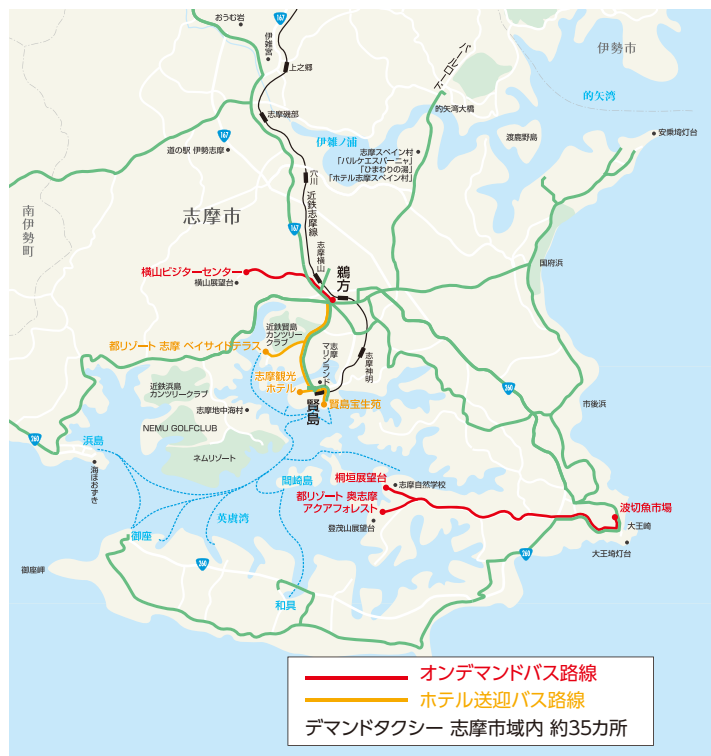 おうむ岩
167
伊雑宮
上之郷
パールロード
伊勢市
的矢湾
志摩磯部
的矢湾大橋
167
伊雑ノ浦
渡鹿野島
安乗埼灯台
道の駅 伊勢志摩
志摩スペイン村
「パルケエスパーニャ」
「ひまわりの湯」
「ホテル志摩スペイン村」
穴川
近鉄志摩線
南伊勢町
志摩市
167
志摩横山
鵜方
国府浜
横山ビジターセンター
横山展望台
近鉄賢島
カンツリー
クラブ
都リゾート 志摩 ベイサイドテラス
志摩
マリンランド
志摩神明
志摩観光
ホテル
近鉄浜島
カンツリークラブ
260
賢島
賢島宝生苑
市後浜
志摩地中海村
NEMU GOLFCLUB
260
浜島
海ほおずき
ネムリゾート
間崎島
桐垣展望台
志摩自然学校
都リゾート 奥志摩
アクアフォレスト
登茂山展望台
波切魚市場
大王崎
大王埼灯台
英虞湾
御座
260
260
御座岬
和具
オンデマンドバス路線
ホテル送迎バス路線
デマンドタクシー 志摩市域内 約35カ所